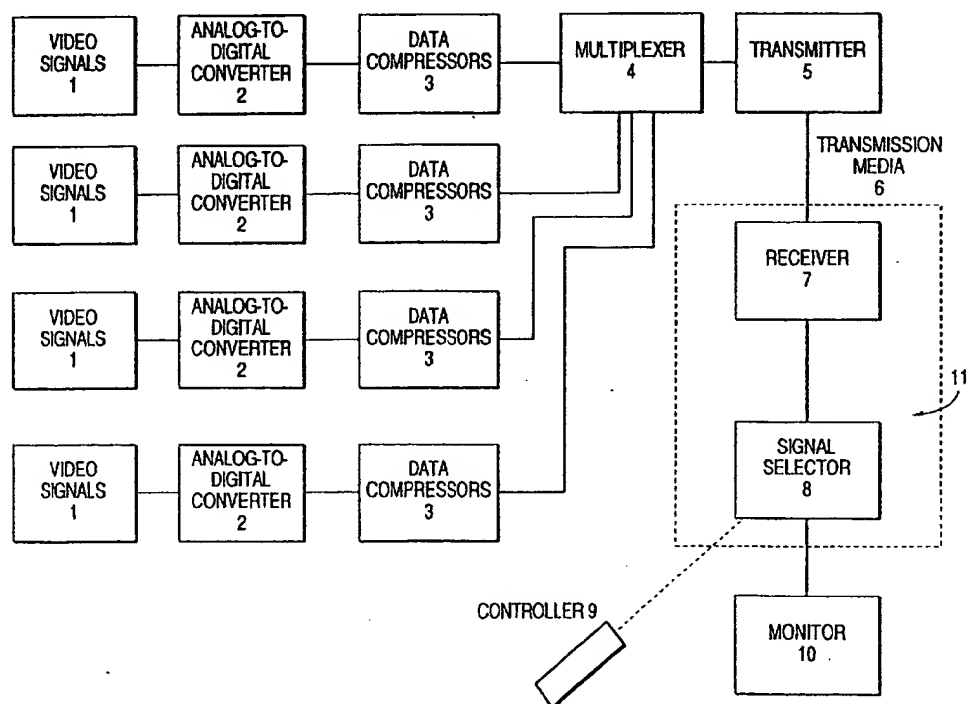 VIDEO
SIGNALS
1
ANALOG-TO-
DIGITAL
CONVERTER
2
DATA
COMPRESSORS
3
MULTIPLEXER
4
TRANSMITTER
5
TRANSMISSION
MEDIA
6
VIDEO
SIGNALS
1
ANALOG-TO-
DIGITAL
CONVERTER
2
DATA
COMPRESSORS
3
RECEIVER
7
VIDEO
SIGNALS
1
ANALOG-TO-
DIGITAL
CONVERTER
2
DATA
COMPRESSORS
3
11
VIDEO
SIGNALS
1
ANALOG-TO-
DIGITAL
CONVERTER
2
DATA
COMPRESSORS
3
SIGNAL
SELECTOR
8
CONTROLLER 9
MONITOR
10